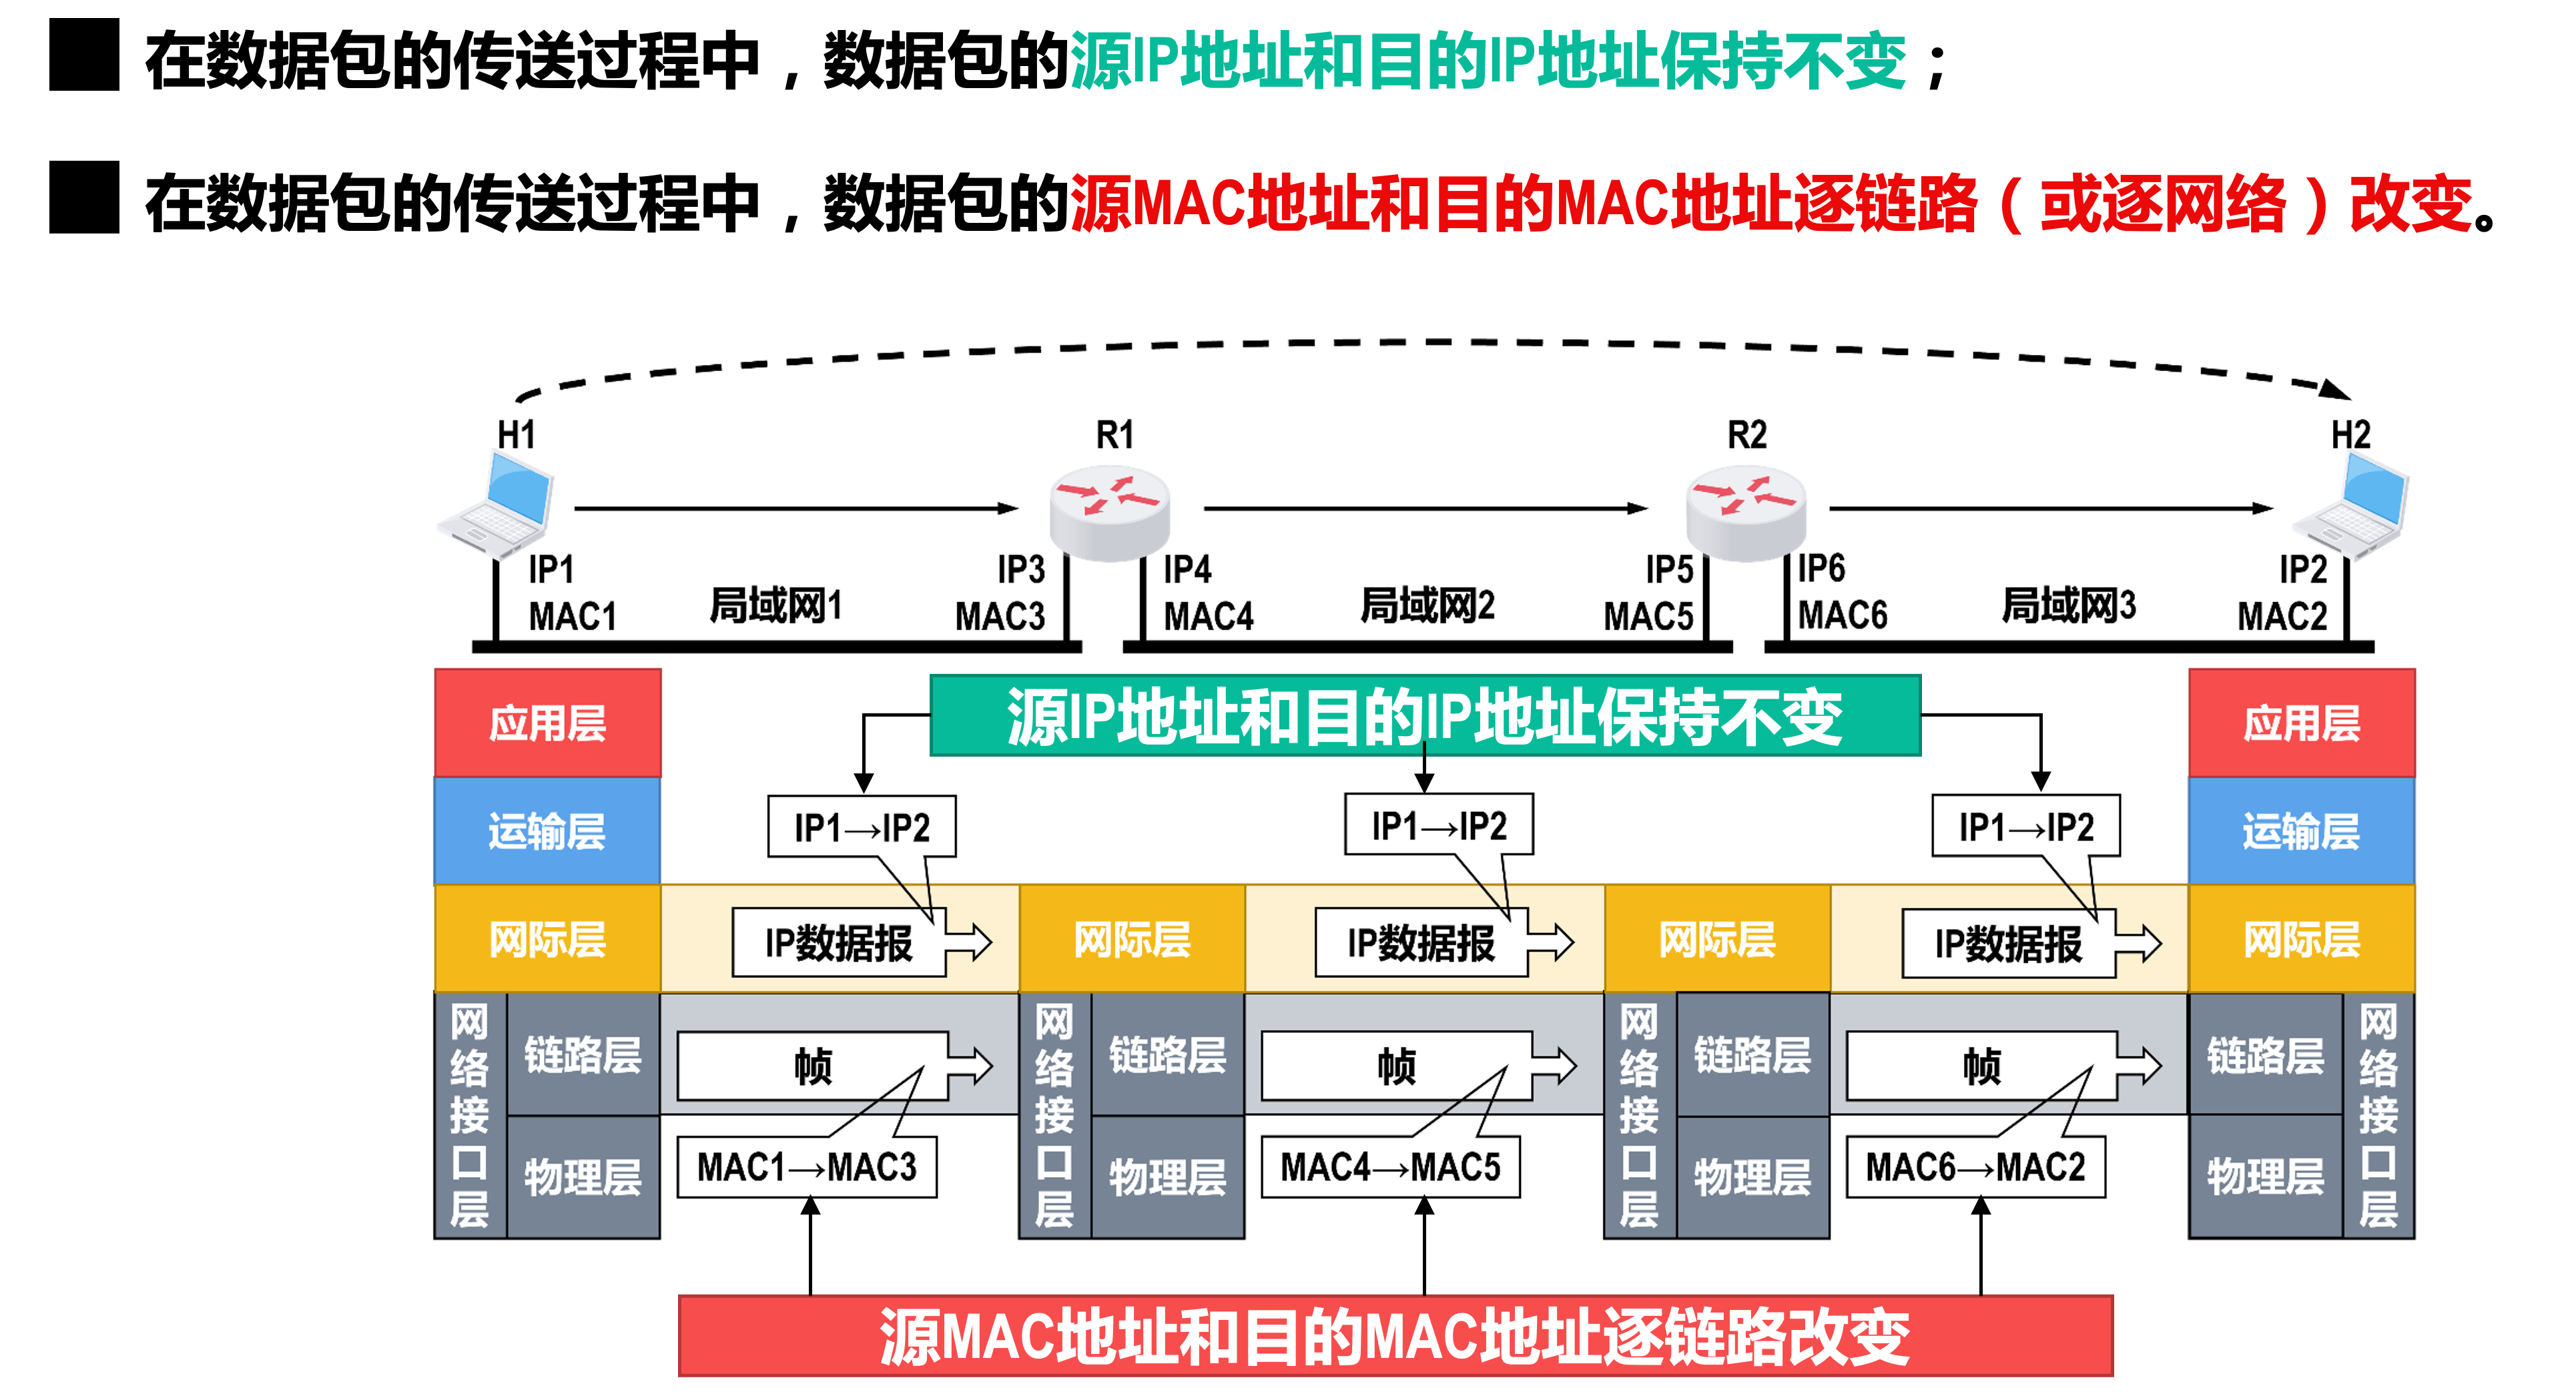 在数据包的传送过程中，数据包的源IP地址和目的IP地址保持不变；
在数据包的传送过程中，数据包的源MAC地址和目的MAC地址逐链路（或逐网络）改变。
H1
R1
R2
H2
IP1
MAC1
局域网1
IP3
MAC3
IP4
MAC4
局域网2
IP5
MAC5
IP6
MAC6
局域网3
IP2
MAC2
源IP地址和目的IP地址保持不变
应用层
应用层
运输层
IP1→IP2
IP1→IP2
IP1→IP2
运输层
网际层
IP数据报
网际层
IP数据报
网际层
IP数据报
网际层
网络接口层
链路层
物理层
帧
MAC1→MAC3
网络接口层
链路层
物理层
帧
MAC4→MAC5
网络接口层
链路层
物理层
帧
MAC6→MAC2
链路层
物理层
网络接口层
源MAC地址和目的MAC地址逐链路改变